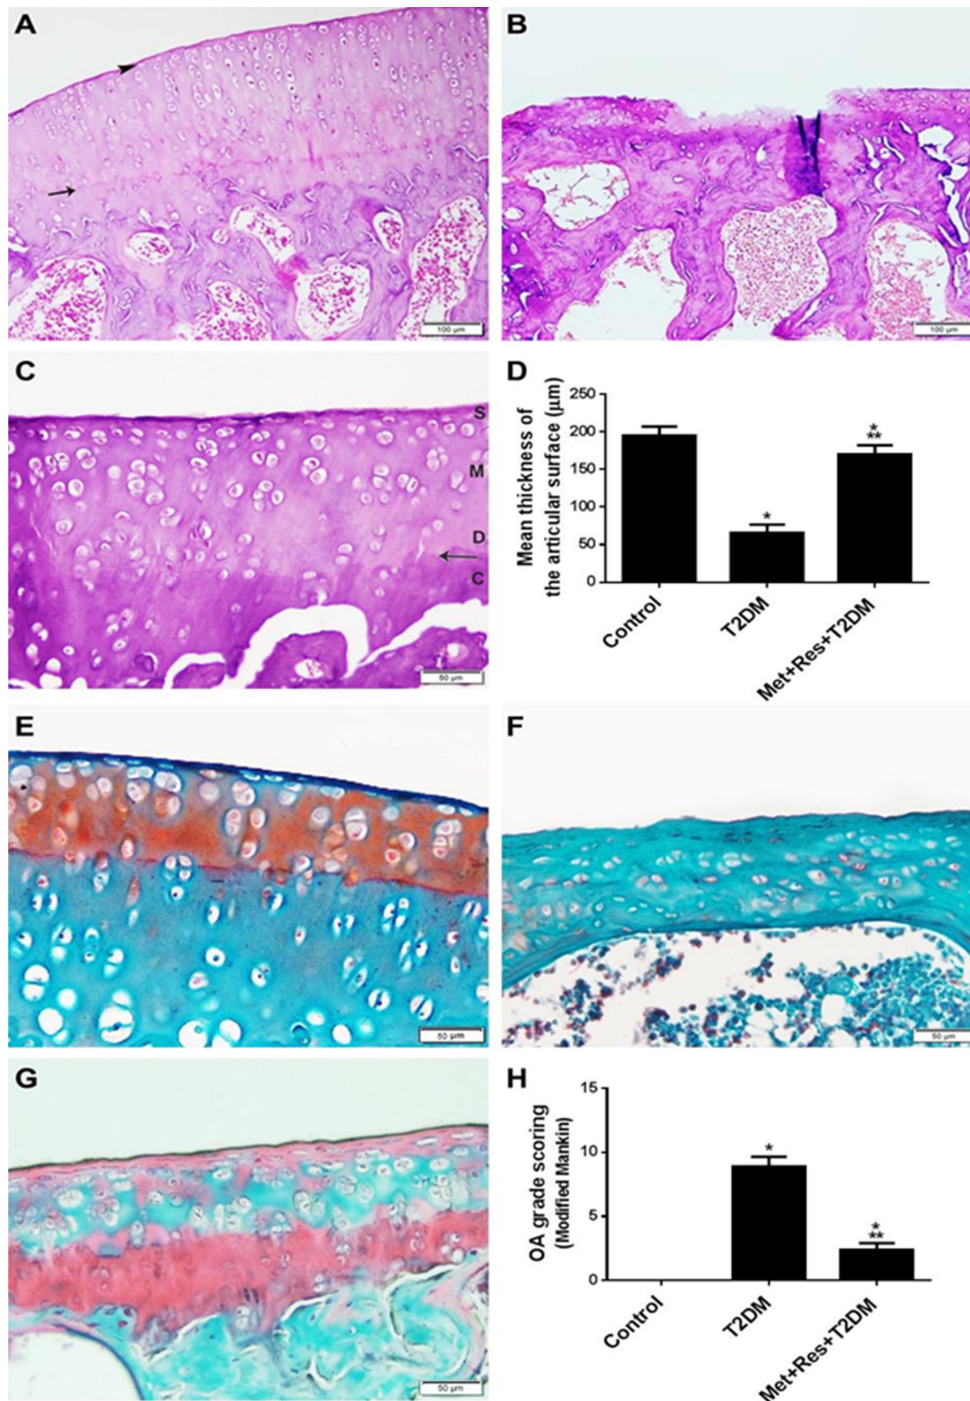 A
B
100 µm
100 µm
C
S
M
D
C
50 µm
D
Mean thickness of
the articular surface (µm)
250
200
150
100
50
0
*
*
**
Control
T2DM
Met+Res+T2DM
E
F
50 µm
50 µm
G
50 µm
H
OA grade scoring
(Modified Mankin)
15
10
5
0
*
*
**
Control
T2DM
Met+Res+T2DM